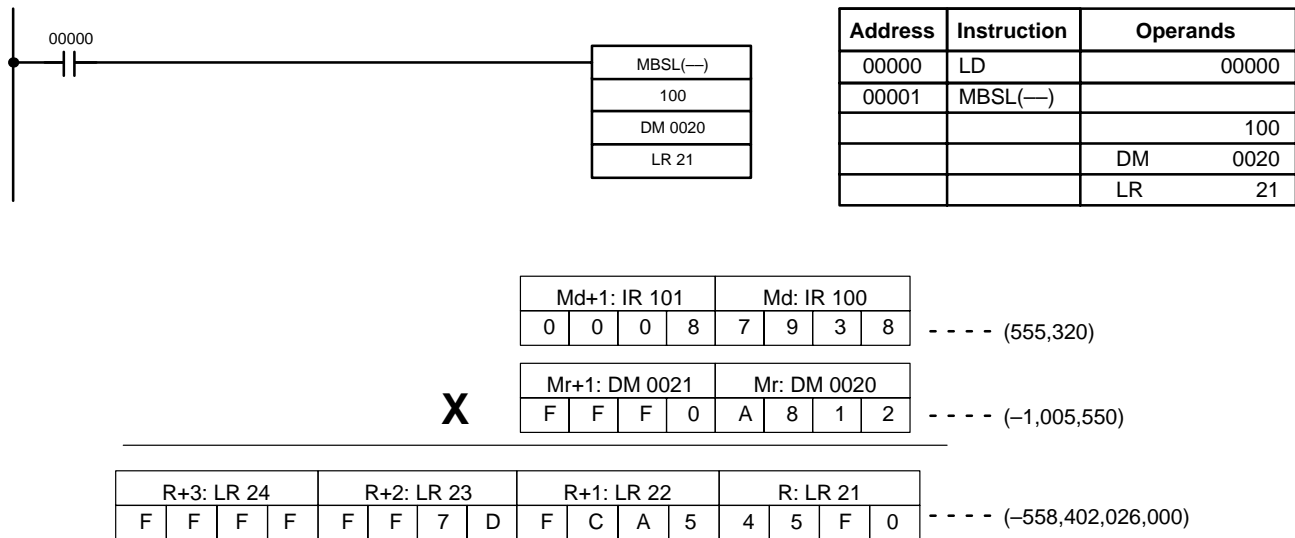 00000
MBSL(––)
100
DM 0020
LR 21
Address Instruction Operands
00000 LD 00000
00001 MBSL(––)
100
DM 0020
LR 21
Md+1: IR 101 Md: IR 100
0 0 0 8 7 9 3 8 - - - - (555,320)
Mr+1: DM 0021 Mr: DM 0020
X F F F 0 A 8 1 2 - - - - (–1,005,550)
R+3: LR 24 R+2: LR 23 R+1: LR 22 R: LR 21
F F F F F F 7 D F C A 5 4 5 F 0 - - - - (–558,402,026,000)